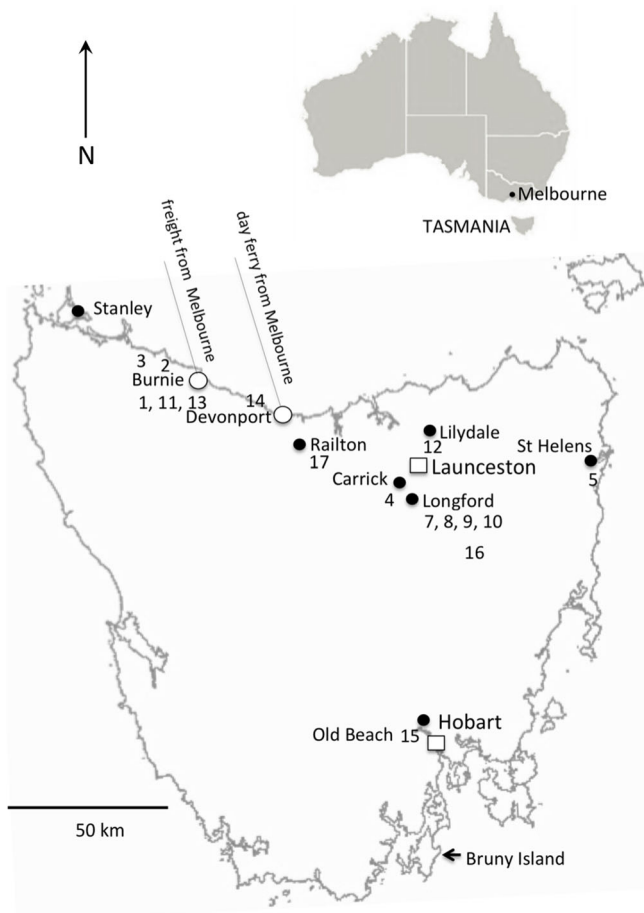 N
Melbourne
TASMANIA
freight from Melbourne
day ferry from Melbourne
Stanley
3 2
Burnie
1, 11, 13
14
Devonport
Railton
17
Lilydale
12
Launceston
St Helens
5
Carrick
4
Longford
7, 8, 9, 10
16
Hobart
Old Beach 15
50 km
Bruny Island